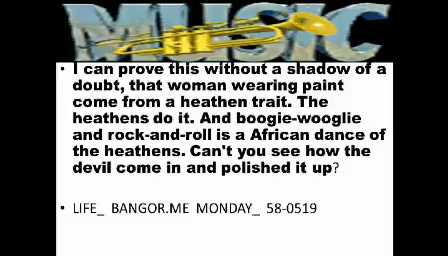 MUSIC
• I can prove this without a shadow of a
doubt, that woman wearing paint
come from a heathen trait. The
heathens do it. And boogie-wooglie
and rock-and-roll is a African dance of
the heathens. Can't you see how the
devil come in and polished it up?
• LIFE_ BANGOR.ME MONDAY_ 58-0519